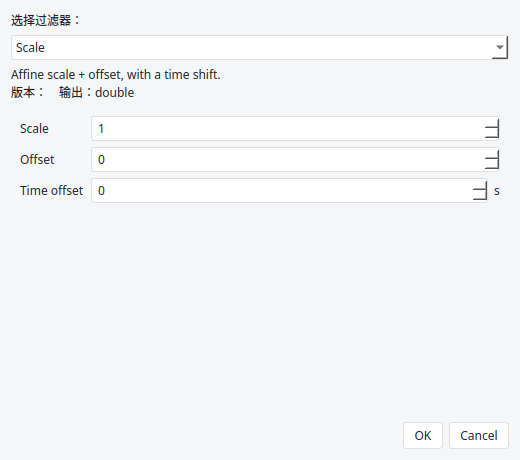 选择过滤器：
Scale
Affine scale + offset, with a time shift.
版本： 输出：double
Scale 1
Offset 0
Time offset 0 s
OK Cancel